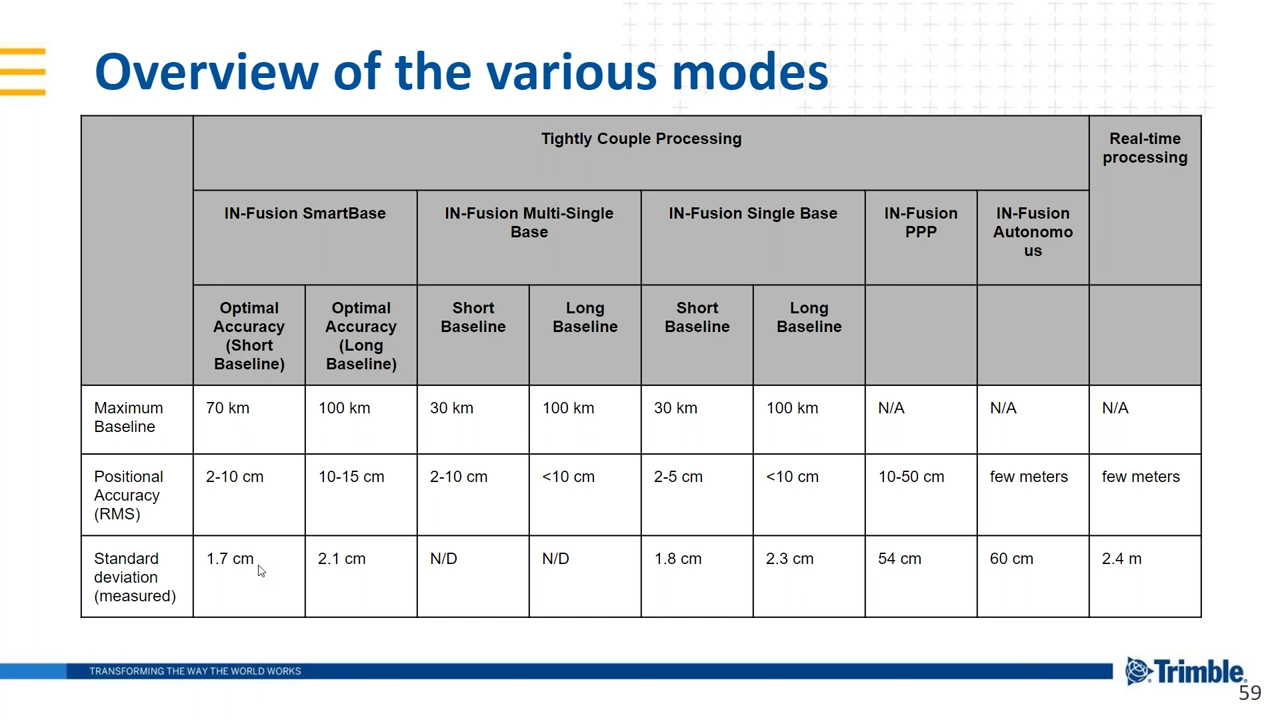 Overview of the various modes
Tightly Couple Processing
Real-time
processing
IN-Fusion SmartBase
IN-Fusion Multi-Single
Base
IN-Fusion Single Base
IN-Fusion
PPP
IN-Fusion
Autonomo
us
Optimal
Accuracy
(Short
Baseline)
Optimal
Accuracy
(Long
Baseline)
Short
Baseline
Long
Baseline
Short
Baseline
Long
Baseline
Maximum
Baseline
70 km
100 km
30 km
100 km
30 km
100 km
N/A
N/A
N/A
Positional
Accuracy
(RMS)
2-10 cm
10-15 cm
2-10 cm
<10 cm
2-5 cm
<10 cm
10-50 cm
few meters
few meters
Standard
deviation
(measured)
1.7 cm
2.1 cm
N/D
N/D
1.8 cm
2.3 cm
54 cm
60 cm
2.4 m
TRANSFORMING THE WAY THE WORLD WORKS
Trimble
59